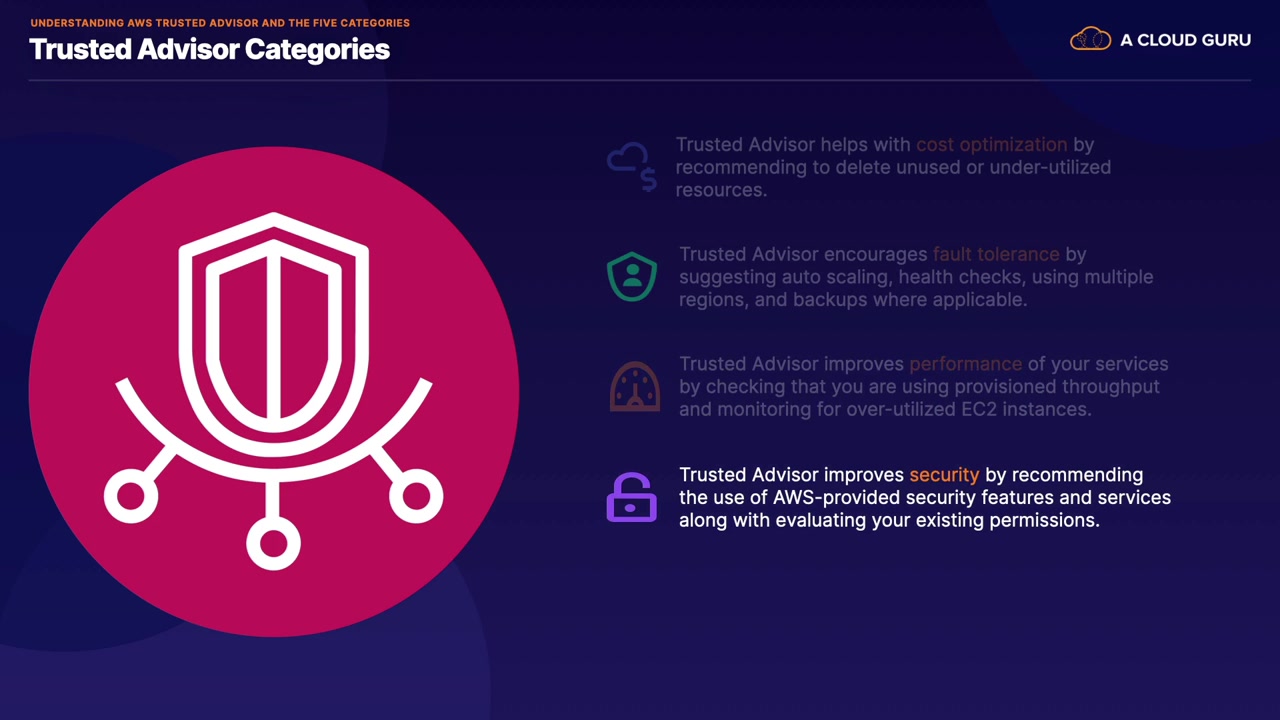 UNDERSTANDING AWS TRUSTED ADVISOR AND THE FIVE CATEGORIES
Trusted Advisor Categories
A CLOUD GURU
Trusted Advisor helps with cost optimization by
recommending to delete unused or under-utilized
resources.
Trusted Advisor encourages fault tolerance by
suggesting auto scaling, health checks, using multiple
regions, and backups where applicable.
Trusted Advisor improves performance of your services
by checking that you are using provisioned throughput
and monitoring for over-utilized EC2 instances.
Trusted Advisor improves security by recommending
the use of AWS-provided security features and services
along with evaluating your existing permissions.